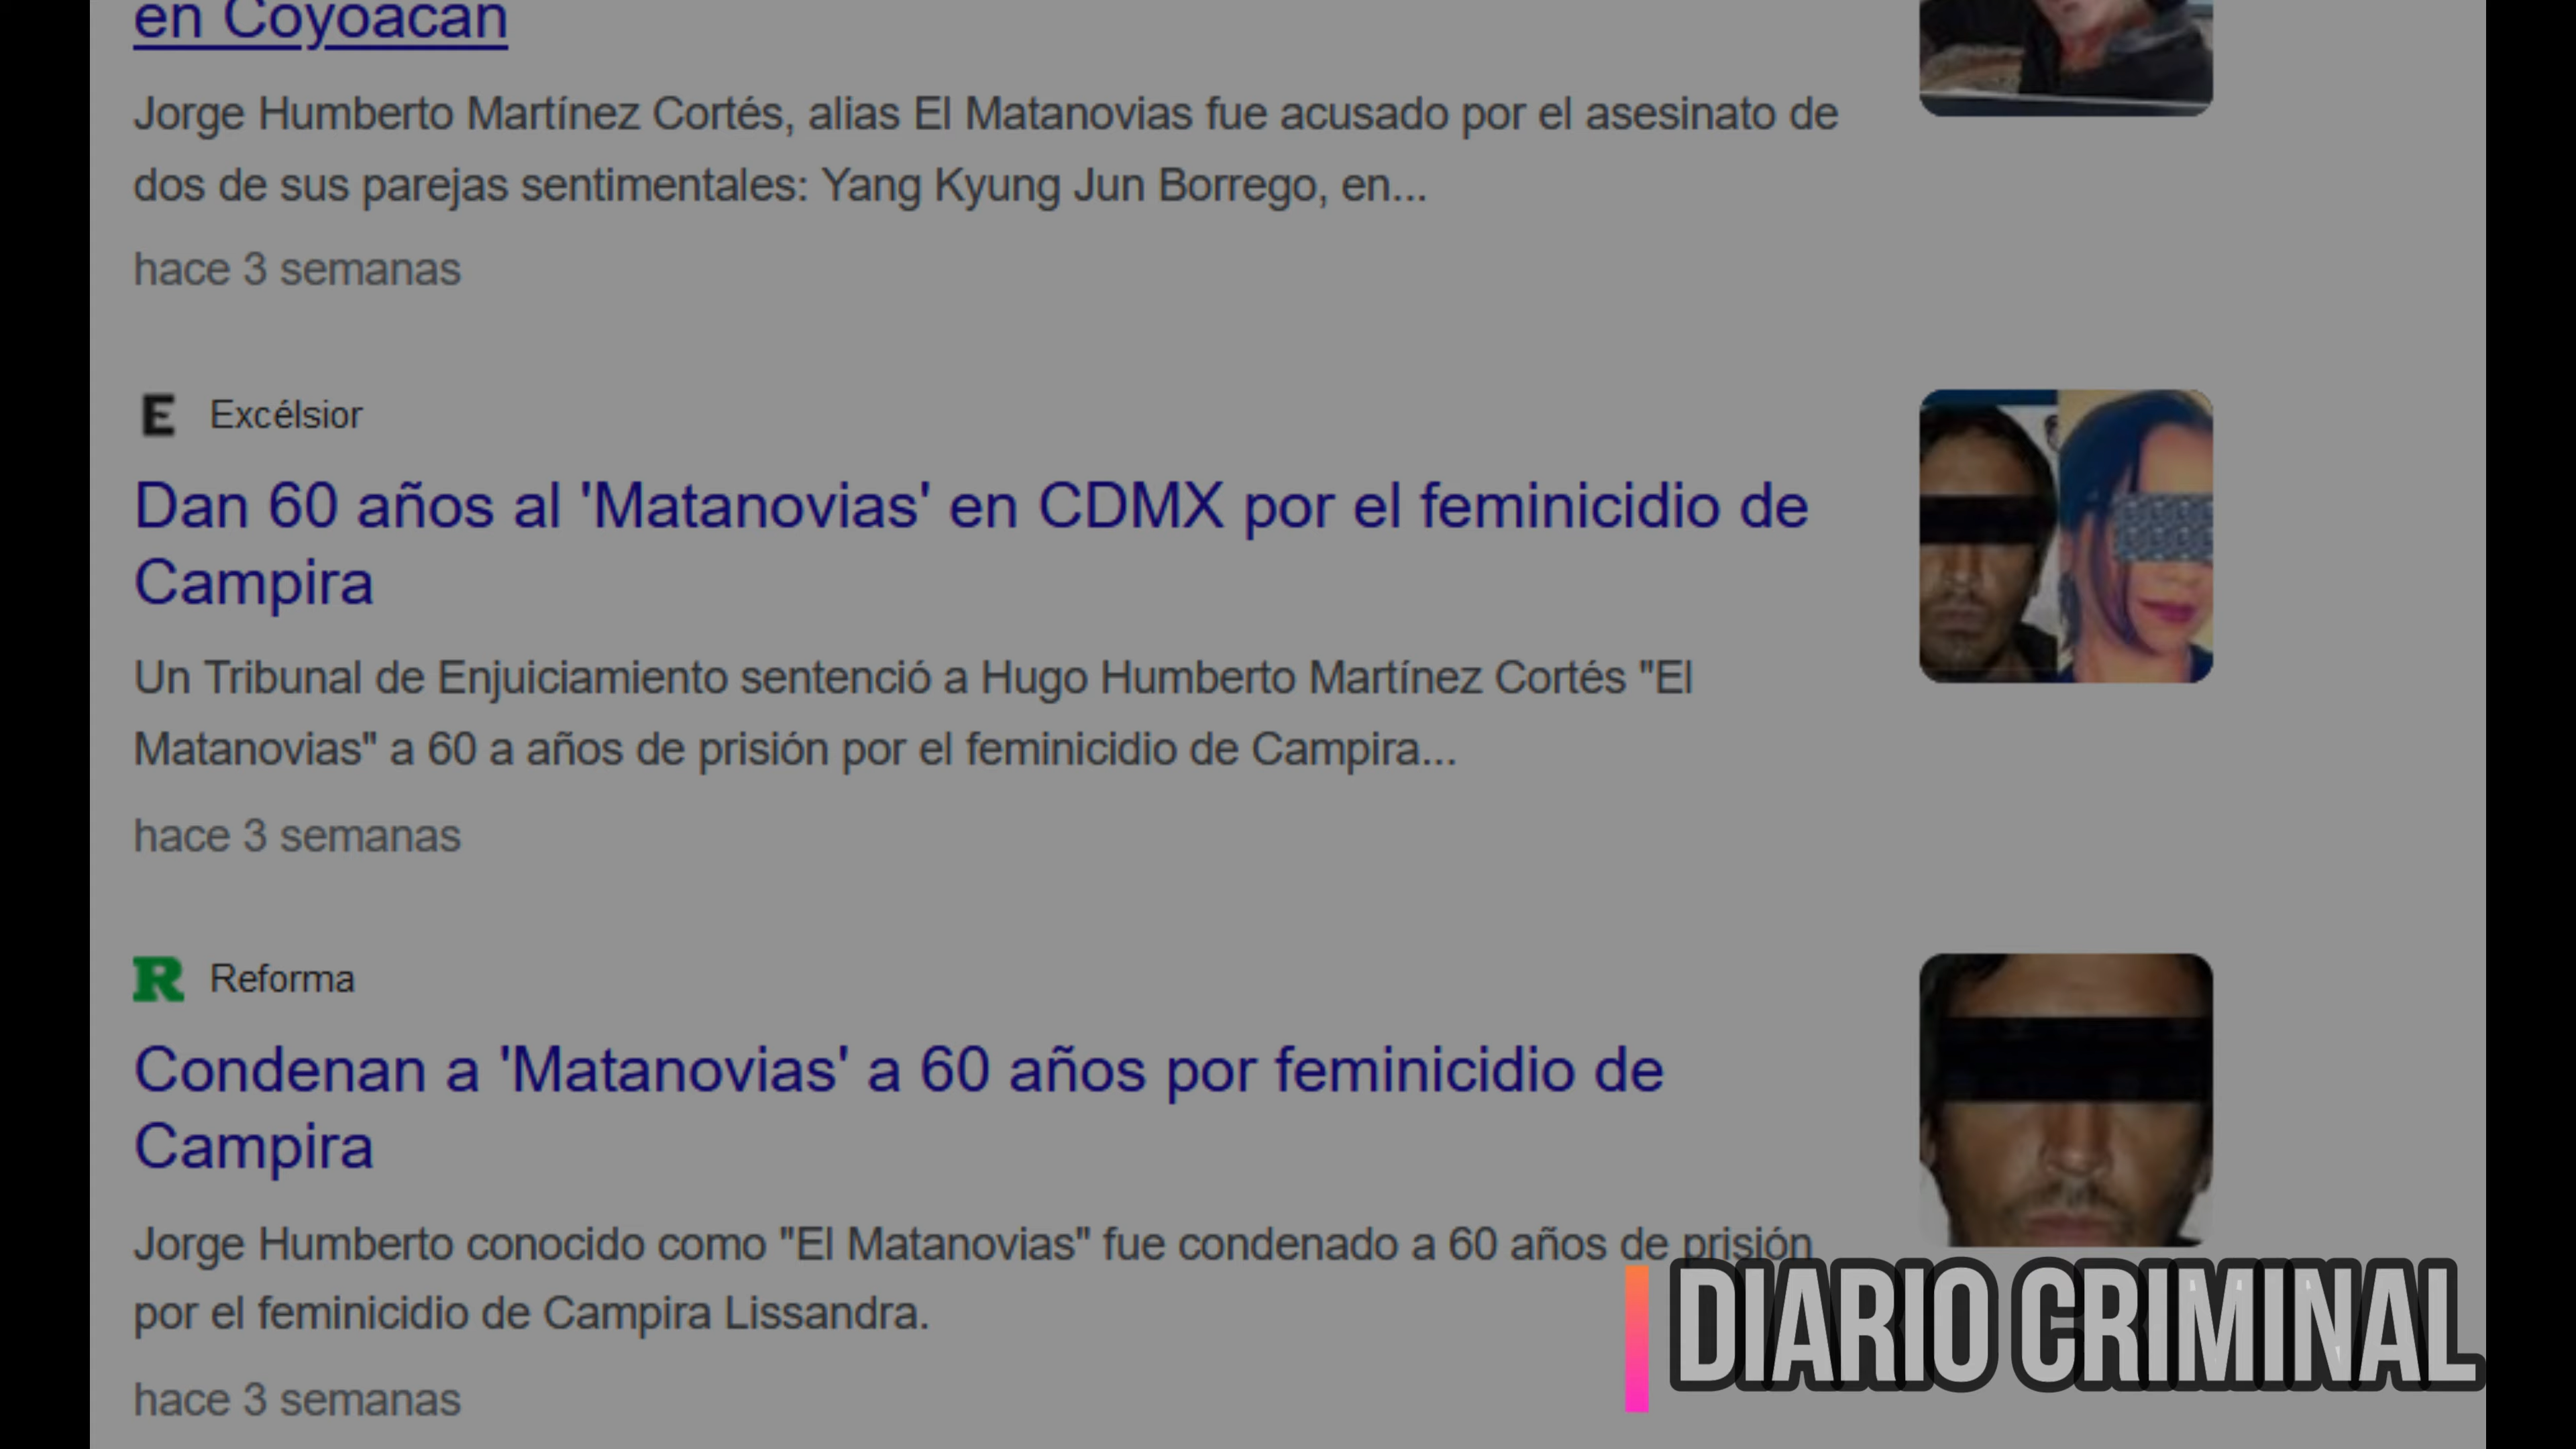 en Coyoacán
Jorge Humberto Martínez Cortés, alias El Matanovias fue acusado por el asesinato de
dos de sus parejas sentimentales: Yang Kyung Jun Borrego, en...
hace 3 semanas
E Excélsior
Dan 60 años al 'Matanovias' en CDMX por el feminicidio de
Campira
Un Tribunal de Enjuiciamiento sentenció a Hugo Humberto Martínez Cortés "El
Matanovias" a 60 a años de prisión por el feminicidio de Campira...
hace 3 semanas
R Reforma
Condenan a 'Matanovias' a 60 años por feminicidio de
Campira
Jorge Humberto conocido como "El Matanovias" fue condenado a 60 años de prisión
por el feminicidio de Campira Lissandra.
hace 3 semanas
DIARIO CRIMINAL